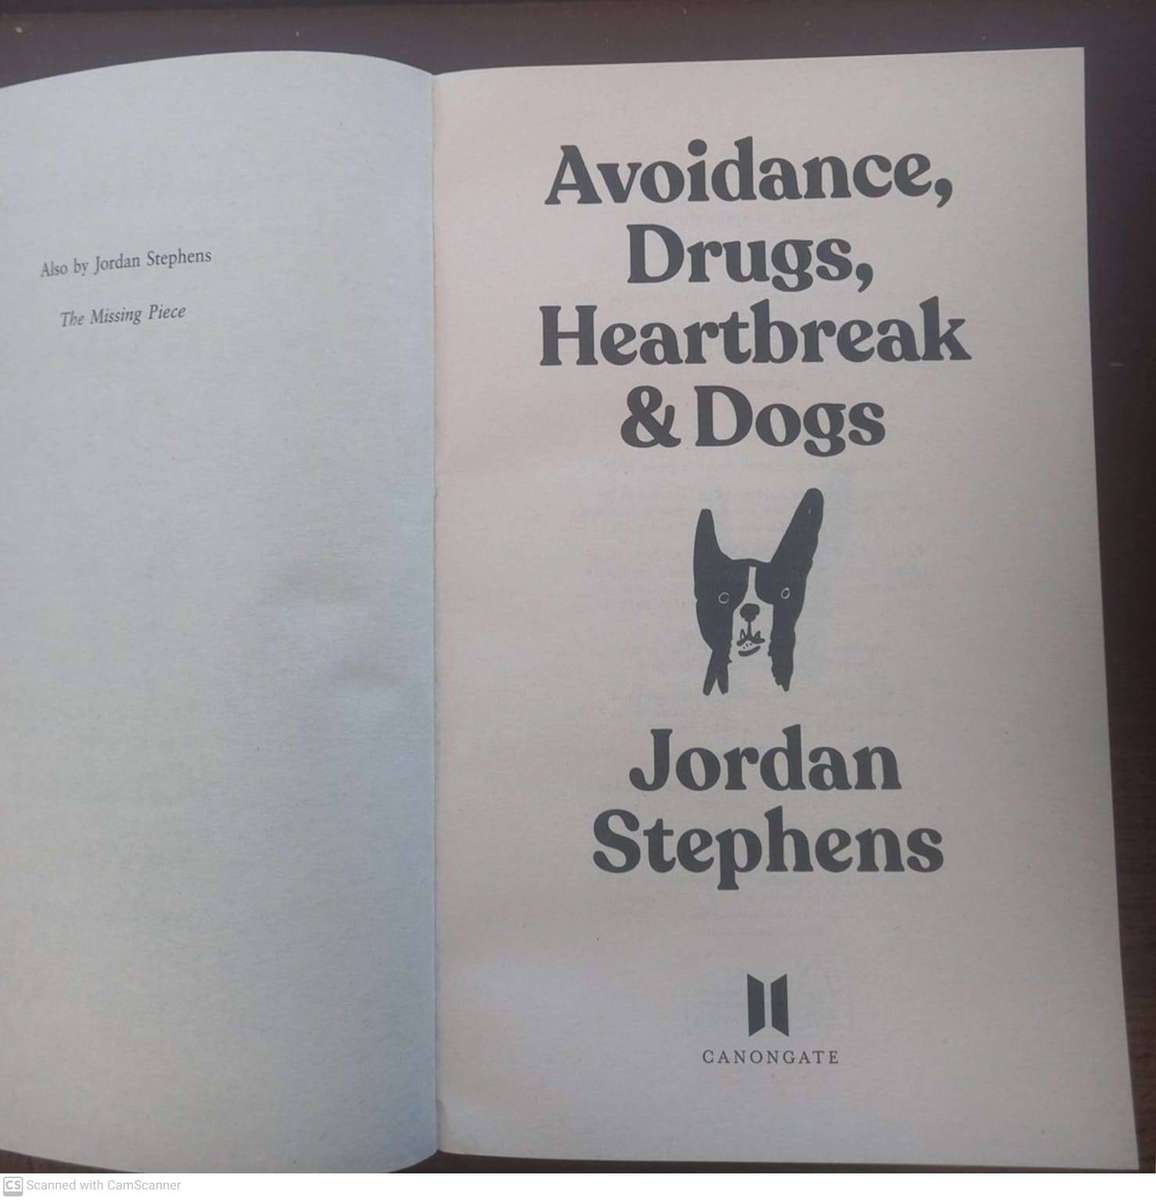 Also by Jordan Stephens
The Missing Piece
Avoidance,
Drugs,
Heartbreak
& Dogs
Jordan
Stephens
CANONGATE
CS Scanned with CamScanner